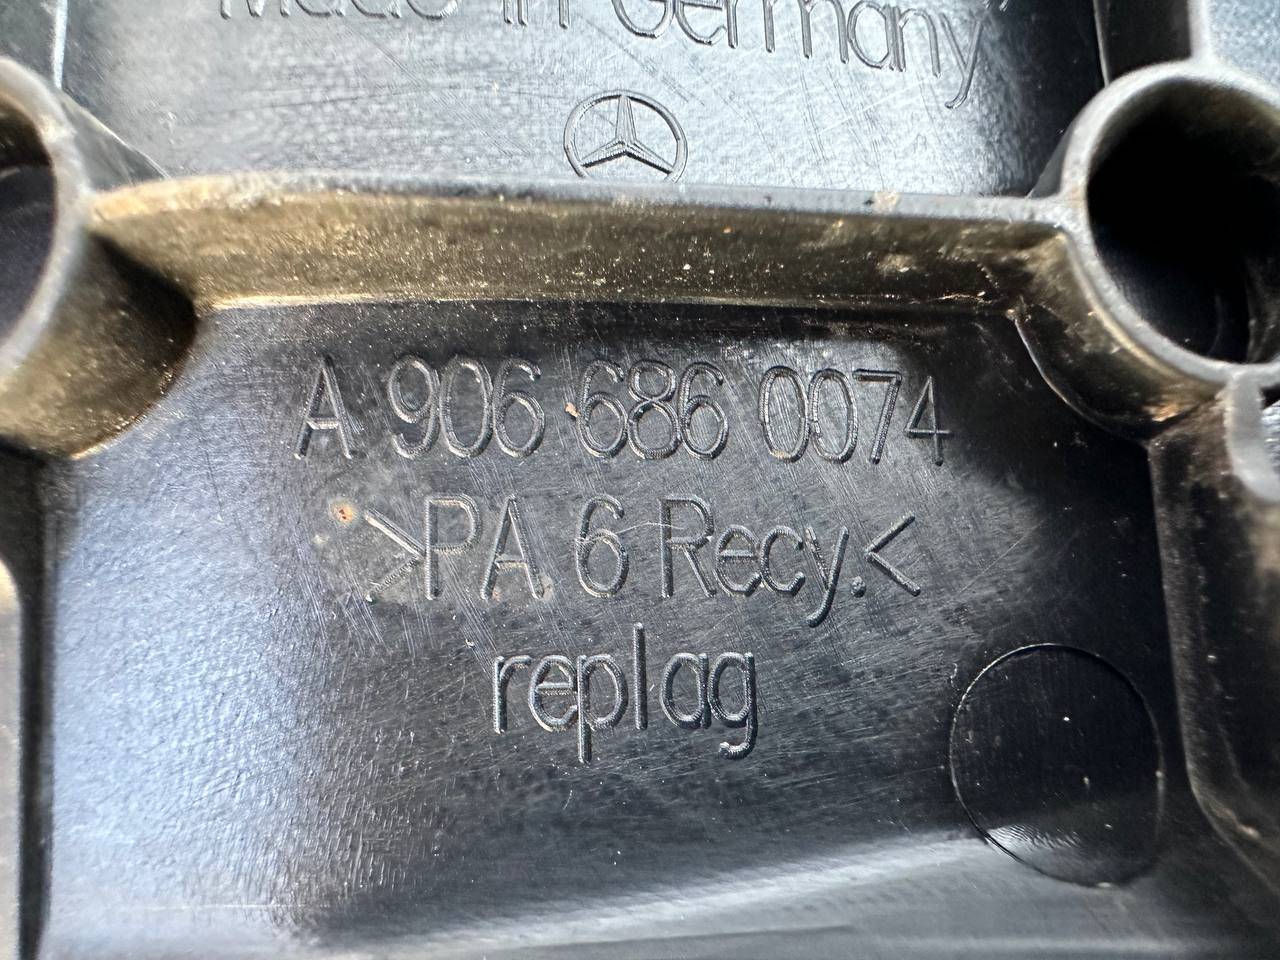 Made in Germany
A 906 686 0074
>PA 6 Recy.<
replag